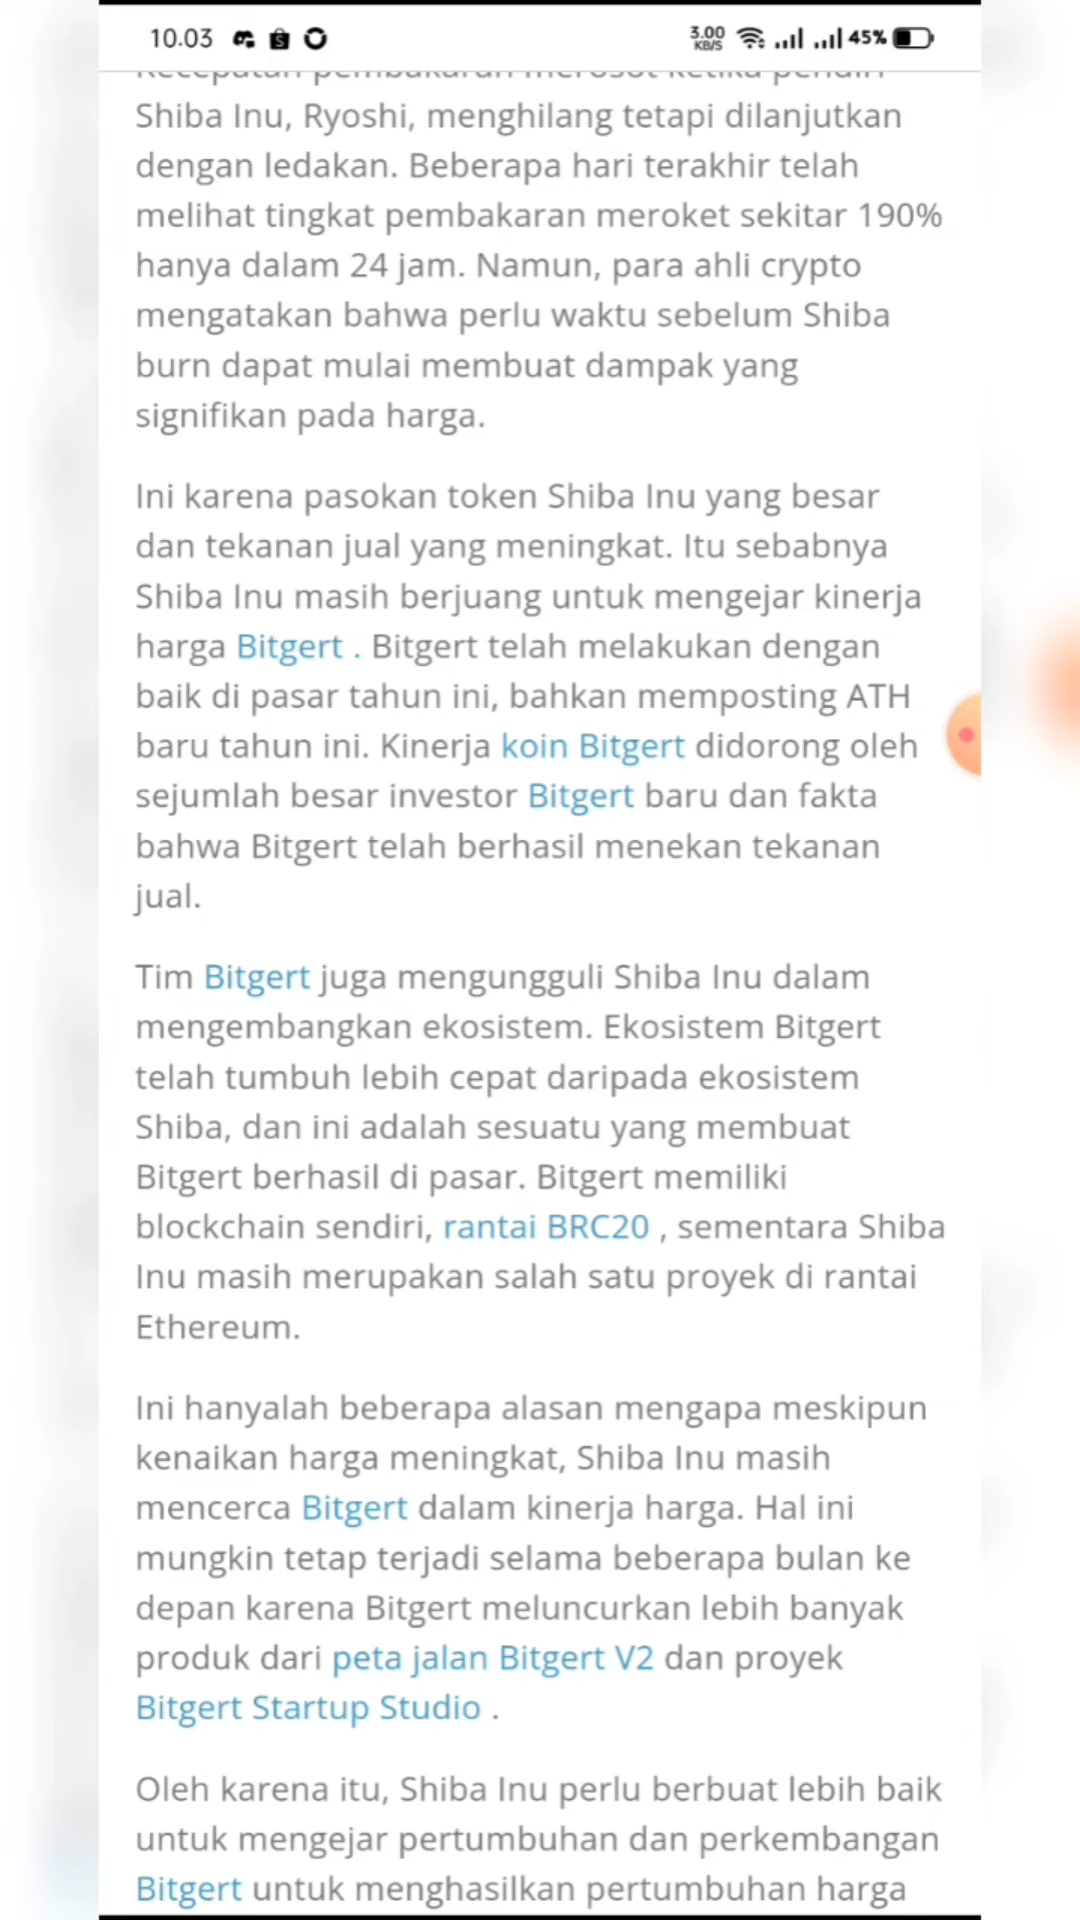 10.03
3.00
KB/S
45%
Shiba Inu, Ryoshi, menghilang tetapi dilanjutkan
dengan ledakan. Beberapa hari terakhir telah
melihat tingkat pembakaran meroket sekitar 190%
hanya dalam 24 jam. Namun, para ahli crypto
mengatakan bahwa perlu waktu sebelum Shiba
burn dapat mulai membuat dampak yang
signifikan pada harga.
Ini karena pasokan token Shiba Inu yang besar
dan tekanan jual yang meningkat. Itu sebabnya
Shiba Inu masih berjuang untuk mengejar kinerja
harga Bitgert . Bitgert telah melakukan dengan
baik di pasar tahun ini, bahkan memposting ATH
baru tahun ini. Kinerja koin Bitgert didorong oleh
sejumlah besar investor Bitgert baru dan fakta
bahwa Bitgert telah berhasil menekan tekanan
jual.
Tim Bitgert juga mengungguli Shiba Inu dalam
mengembangkan ekosistem. Ekosistem Bitgert
telah tumbuh lebih cepat daripada ekosistem
Shiba, dan ini adalah sesuatu yang membuat
Bitgert berhasil di pasar. Bitgert memiliki
blockchain sendiri, rantai BRC20 , sementara Shiba
Inu masih merupakan salah satu proyek di rantai
Ethereum.
Ini hanyalah beberapa alasan mengapa meskipun
kenaikan harga meningkat, Shiba Inu masih
mencerca Bitgert dalam kinerja harga. Hal ini
mungkin tetap terjadi selama beberapa bulan ke
depan karena Bitgert meluncurkan lebih banyak
produk dari peta jalan Bitgert V2 dan proyek
Bitgert Startup Studio .
Oleh karena itu, Shiba Inu perlu berbuat lebih baik
untuk mengejar pertumbuhan dan perkembangan
Bitgert untuk menghasilkan pertumbuhan harga